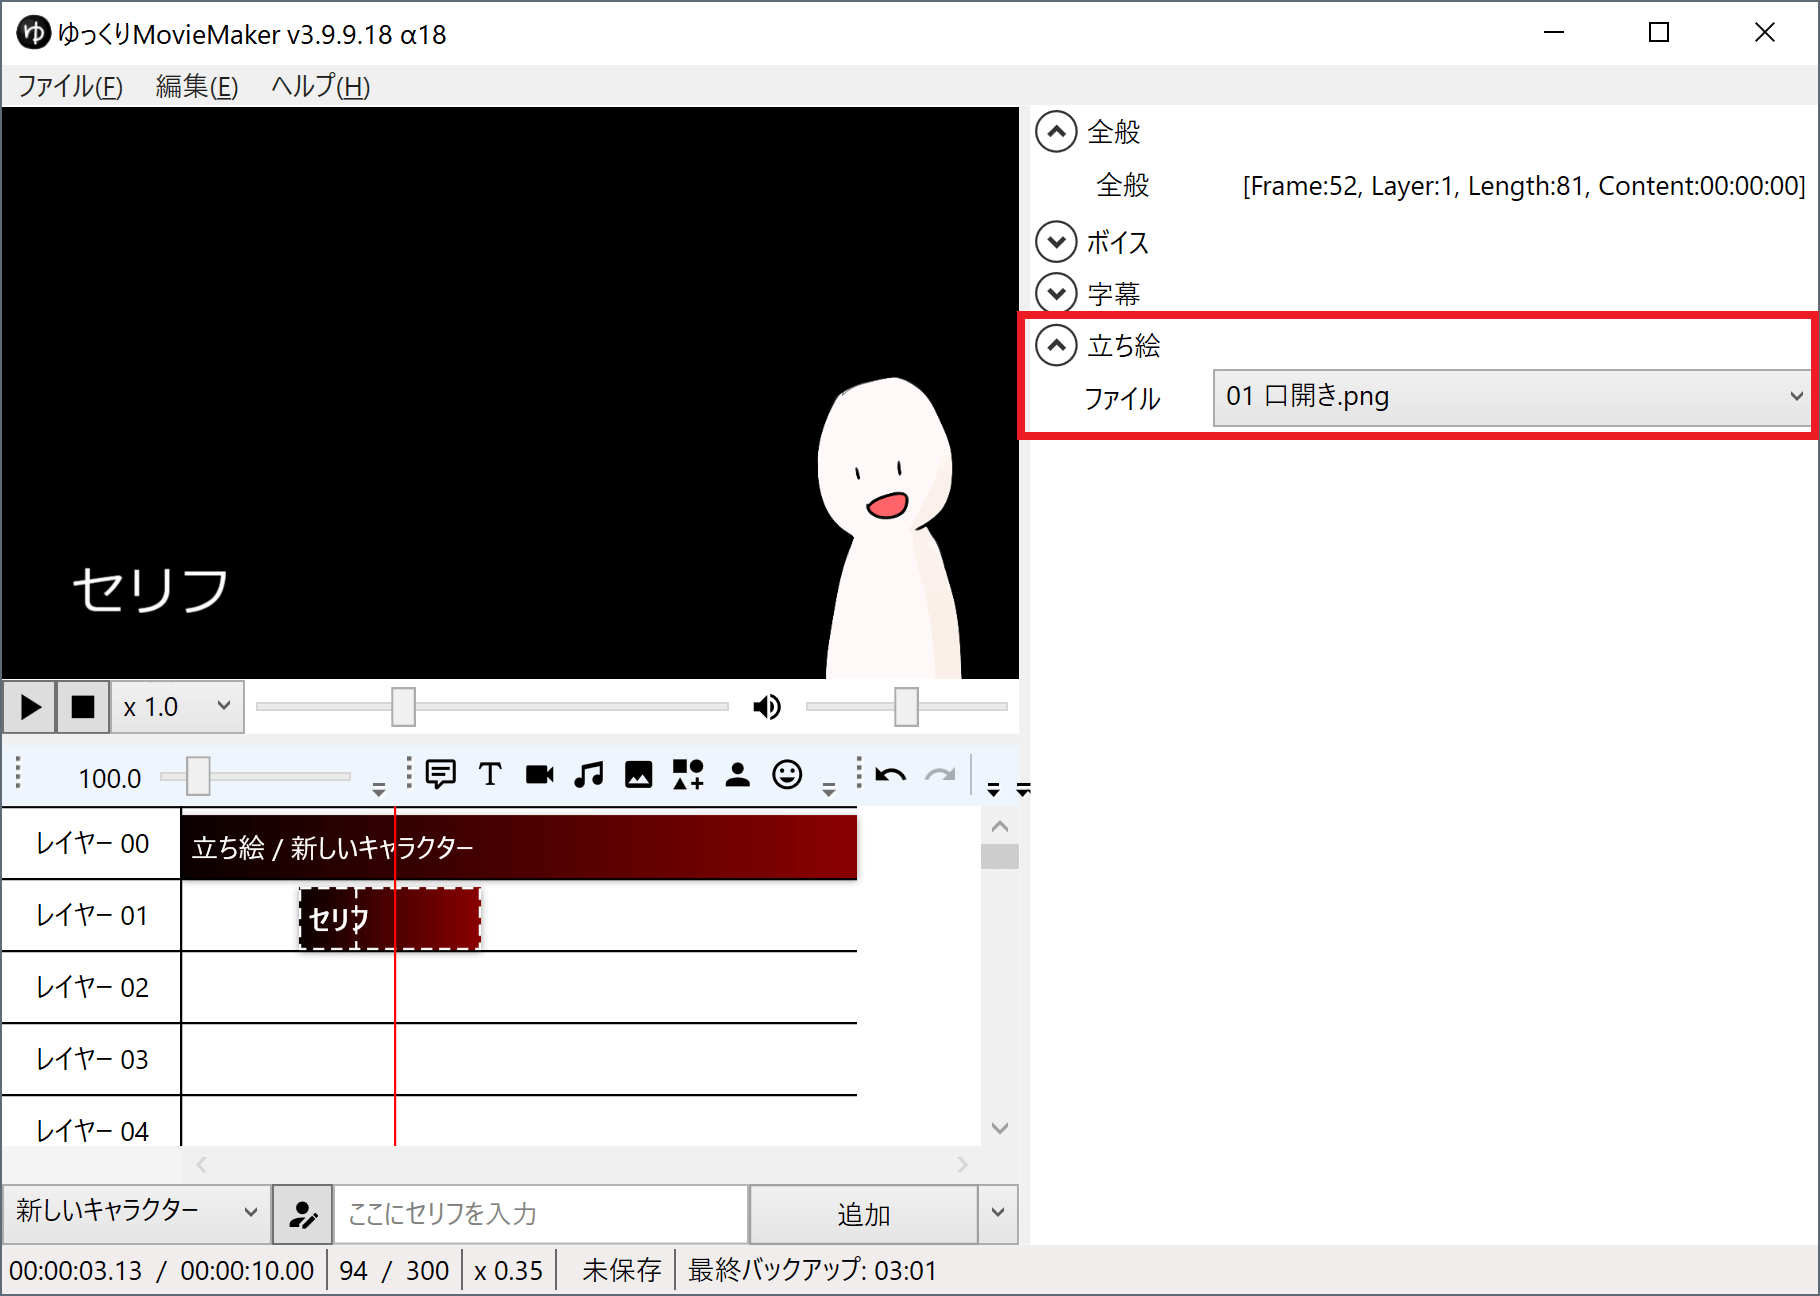 ゆ ゆっくりMovieMaker v3.9.9.18 α18
ファイル(F) 編集(E) ヘルプ(H)
セリフ
全般
全般 [Frame:52, Layer:1, Length:81, Content:00:00:00]
ボイス
字幕
立ち絵
ファイル 01 口開き.png
x 1.0
100.0
レイヤー 00 立ち絵 / 新しいキャラクター
レイヤー 01 セリフ
レイヤー 02
レイヤー 03
レイヤー 04
新しいキャラクター ここにセリフを入力 追加
00:00:03.13 / 00:00:10.00 94 / 300 x 0.35 未保存 最終バックアップ: 03:01